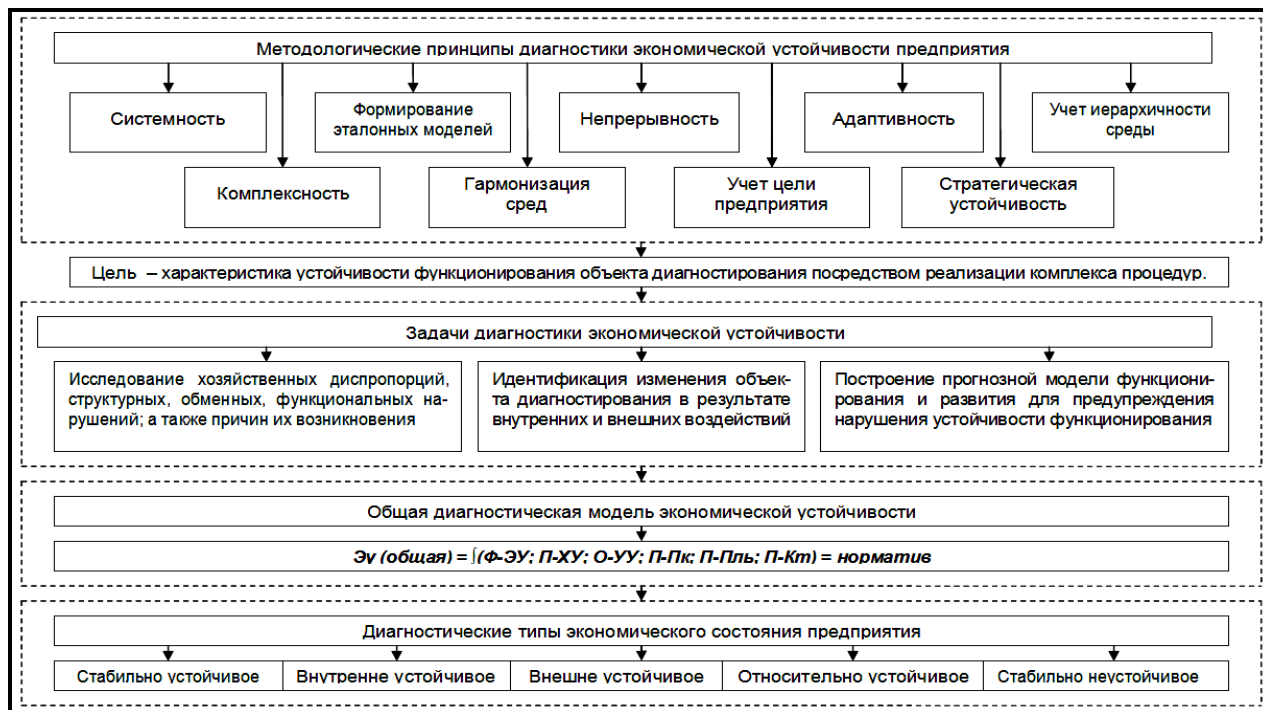 Методологические принципы диагностики экономической устойчивости предприятия
Системность
Формирование
эталонных моделей
Непрерывность
Адаптивность
Учет иерархичности
среды
Комплексность
Гармонизация
сред
Учет цели
предприятия
Стратегическая
устойчивость
Цель – характеристика устойчивости функционирования объекта диагностирования посредством реализации комплекса процедур.
Задачи диагностики экономической устойчивости
Исследование хозяйственных диспропорций,
структурных, обменных, функциональных на-
рушений; а также причин их возникновения
Идентификация изменения объек-
та диагностирования в результате
внутренних и внешних воздействий
Построение прогнозной модели функциони-
рования и развития для предупреждения
нарушения устойчивости функционирования
Общая диагностическая модель экономической устойчивости
Эу (общая) = ∫(Ф-ЭУ; П-ХУ; О-УУ; П-Пк; П-Пль; П-Кт) = норматив
Диагностические типы экономического состояния предприятия
Стабильно устойчивое
Внутренне устойчивое
Внешне устойчивое
Относительно устойчивое
Стабильно неустойчивое